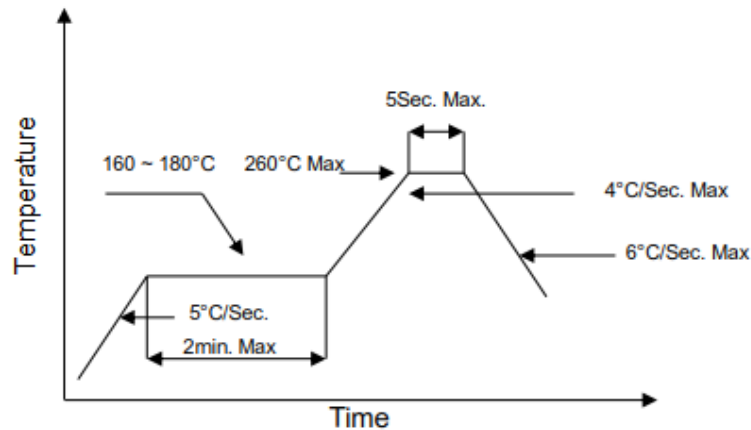 5Sec. Max.
160 ~ 180°C
260°C Max
4°C/Sec. Max
6°C/Sec. Max
5°C/Sec.
2min. Max
Temperature
Time